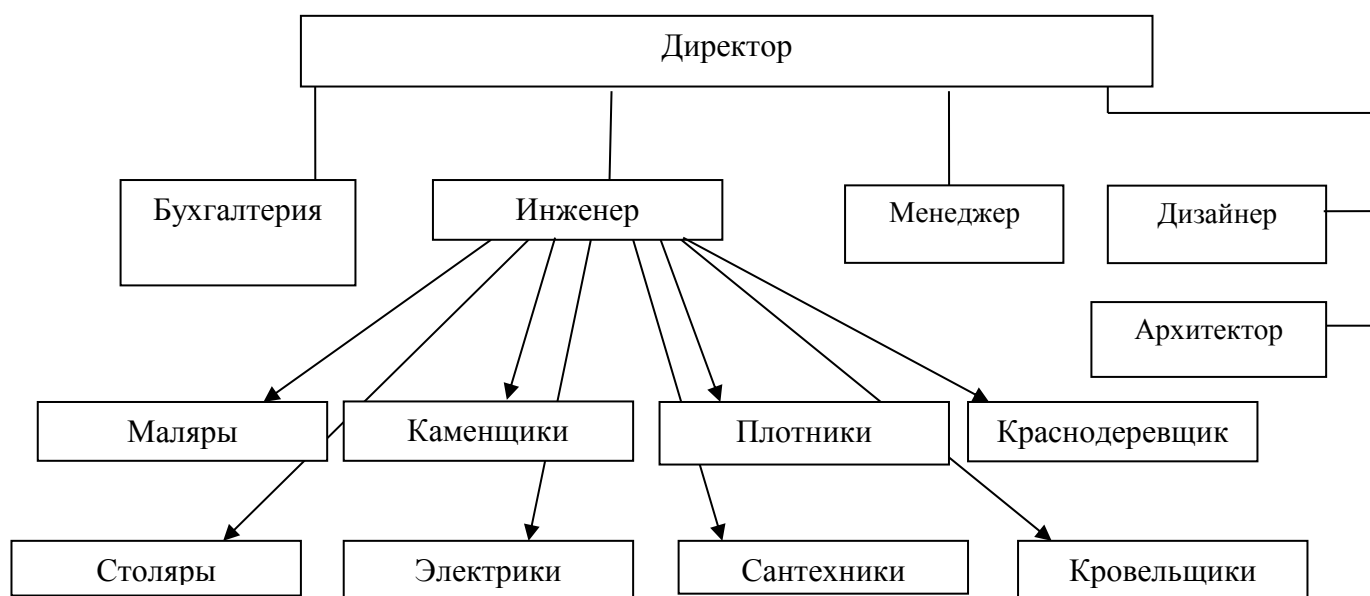 Директор
Бухгалтерия
Инженер
Менеджер
Дизайнер
Архитектор
Маляры
Каменщики
Плотники
Краснодеревщик
Столяры
Электрики
Сантехники
Кровельщики